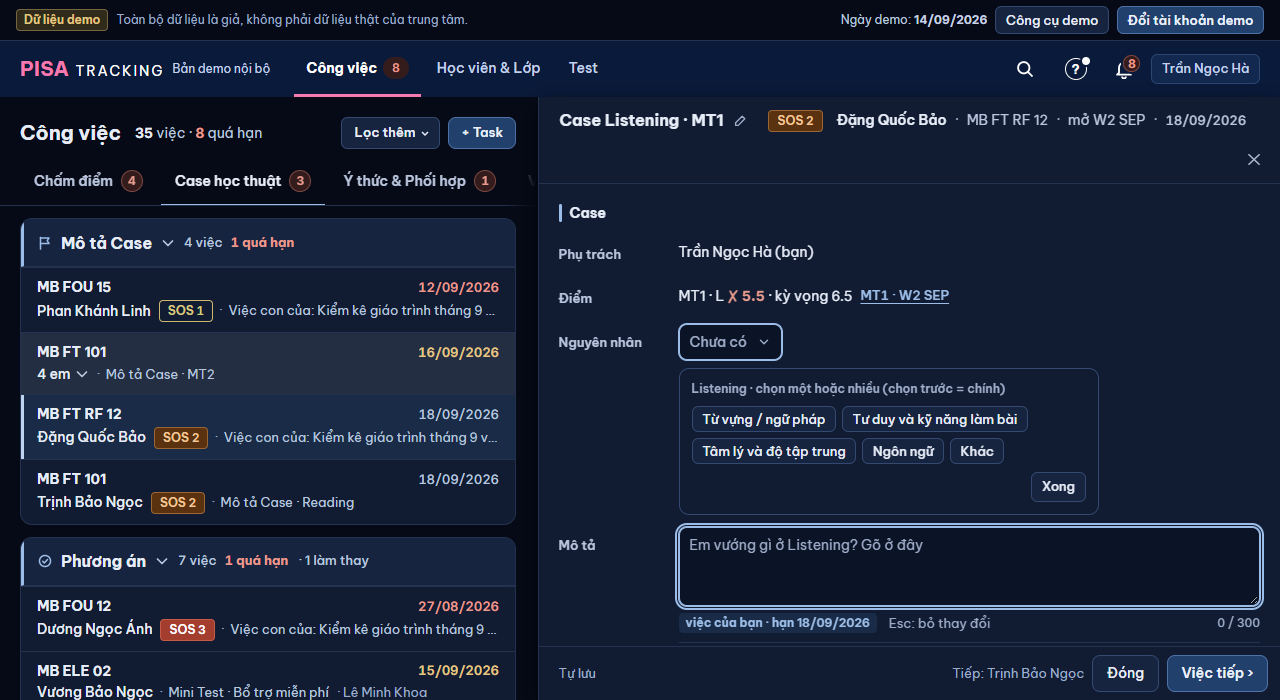 Dữ liệu demo Toàn bộ dữ liệu là giả, không phải dữ liệu thật của trung tâm. Ngày demo: 14/09/2026 Công cụ demo Đổi tài khoản demo
PISA TRACKING Bản demo nội bộ Công việc 8 Học viên & Lớp Test ? 8 Trần Ngọc Hà
Công việc 35 việc · 8 quá hạn Lọc thêm + Task
Chấm điểm 4 Case học thuật 3 Ý thức & Phối hợp 1
Mô tả Case 4 việc 1 quá hạn
MB FOU 15 12/09/2026
Phan Khánh Linh SOS 1 · Việc con của: Kiểm kê giáo trình tháng 9 ...
MB FT 101 16/09/2026
4 em · Mô tả Case · MT2
MB FT RF 12 18/09/2026
Đặng Quốc Bảo SOS 2 · Việc con của: Kiểm kê giáo trình tháng 9 v...
MB FT 101 18/09/2026
Trịnh Bảo Ngọc SOS 2 · Mô tả Case · Reading
Phương án 7 việc 1 quá hạn · 1 làm thay
MB FOU 12 27/08/2026
Dương Ngọc Ánh SOS 3 · Việc con của: Kiểm kê giáo trình tháng 9 ...
MB ELE 02 15/09/2026
Vương Bảo Ngọc · Mini Test · Bổ trợ miễn phí · Lê Minh Khoa
Case Listening · MT1 SOS 2 Đặng Quốc Bảo · MB FT RF 12 · mở W2 SEP · 18/09/2026
Case
Phụ trách Trần Ngọc Hà (bạn)
Điểm MT1 · L ✗ 5.5 · kỳ vọng 6.5 MT1 · W2 SEP
Nguyên nhân Chưa có
Listening · chọn một hoặc nhiều (chọn trước = chính)
Từ vựng / ngữ pháp Tư duy và kỹ năng làm bài
Tâm lý và độ tập trung Ngôn ngữ Khác
Xong
Mô tả Em vướng gì ở Listening? Gõ ở đây
việc của bạn · hạn 18/09/2026 Esc: bỏ thay đổi 0 / 300
Tự lưu Tiếp: Trịnh Bảo Ngọc Đóng Việc tiếp ›